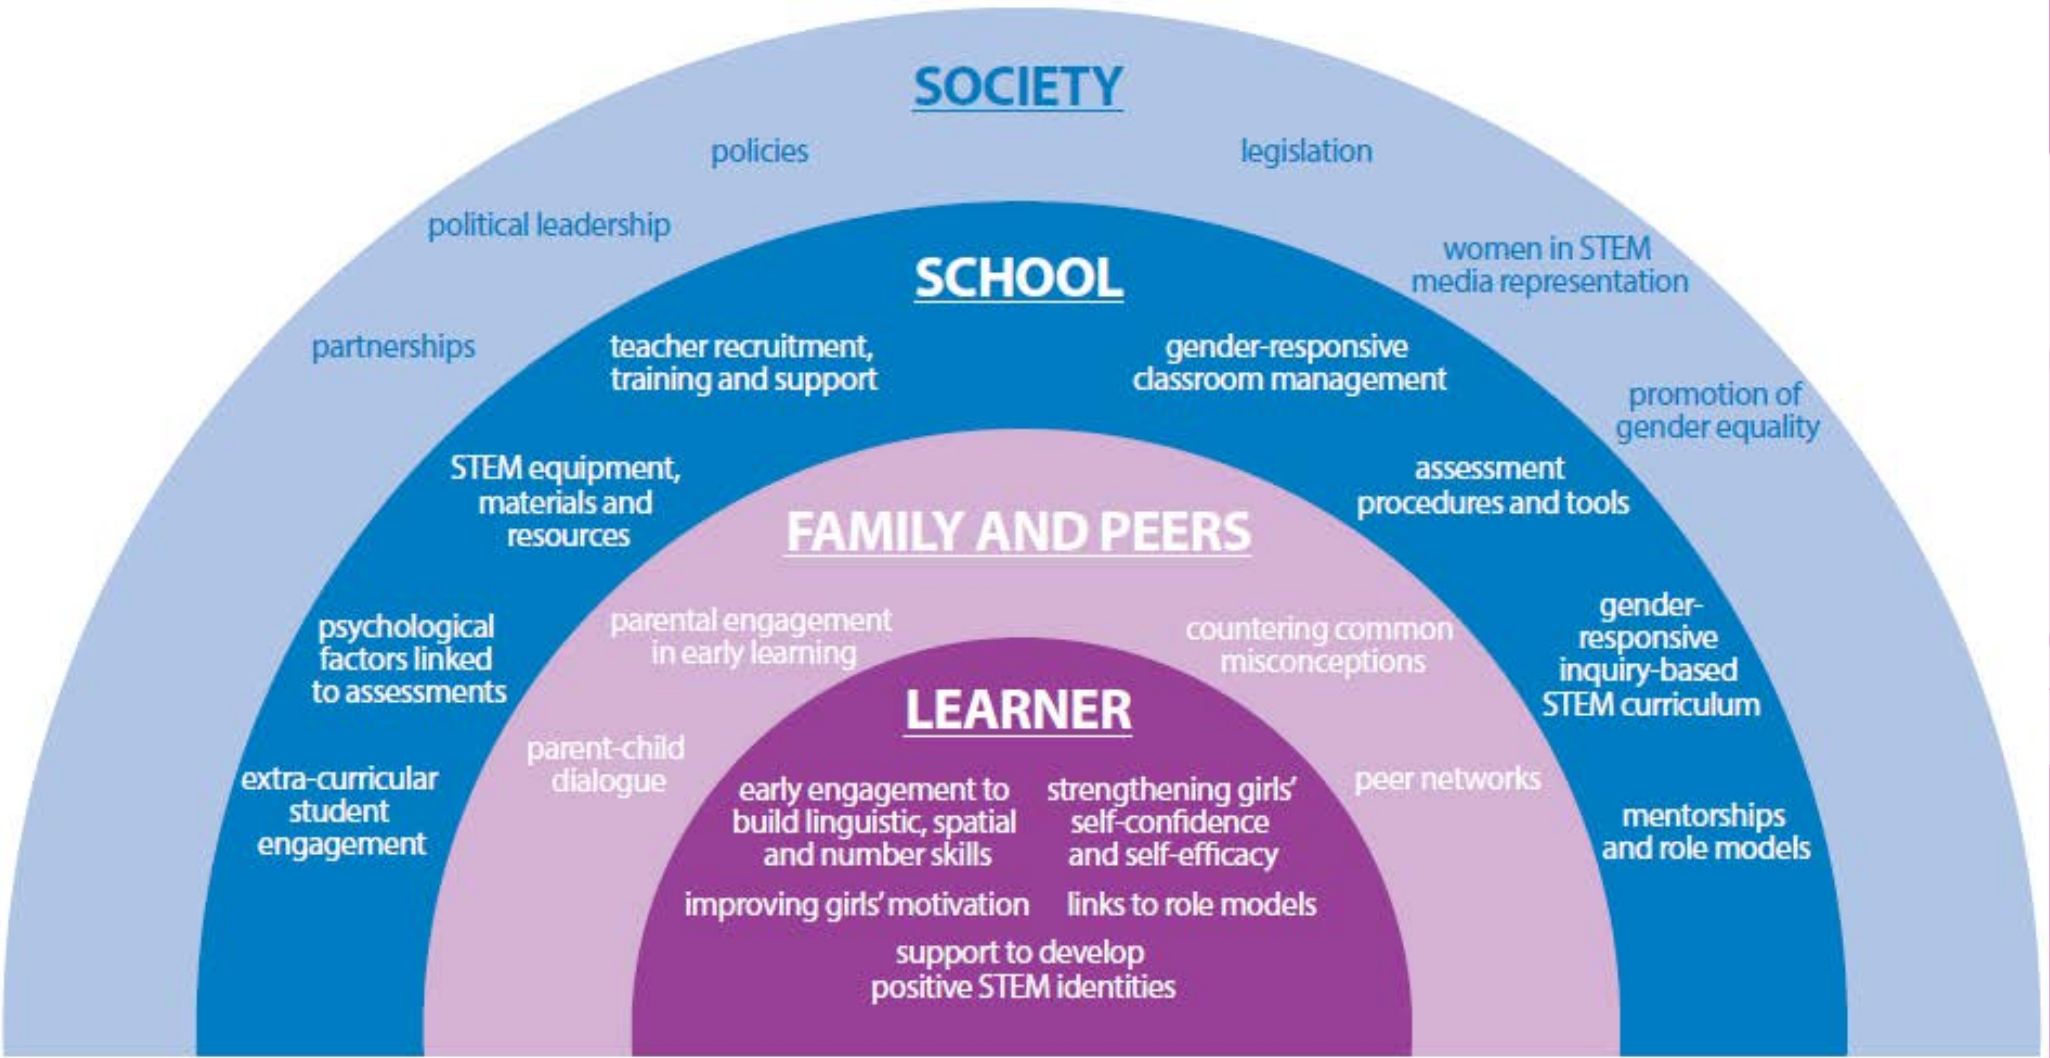 SOCIETY
policies
legislation
political leadership
women in STEM
media representation
partnerships
promotion of
gender equality
SCHOOL
teacher recruitment,
training and support
gender-responsive
classroom management
STEM equipment,
materials and
resources
assessment
procedures and tools
psychological
factors linked
to assessments
gender-
responsive
inquiry-based
STEM curriculum
extra-curricular
student
engagement
mentorships
and role models
FAMILY AND PEERS
parental engagement
in early learning
countering common
misconceptions
parent-child
dialogue
peer networks
LEARNER
early engagement to
build linguistic, spatial
and number skills
strengthening girls’
self-confidence
and self-efficacy
improving girls’ motivation
links to role models
support to develop
positive STEM identities